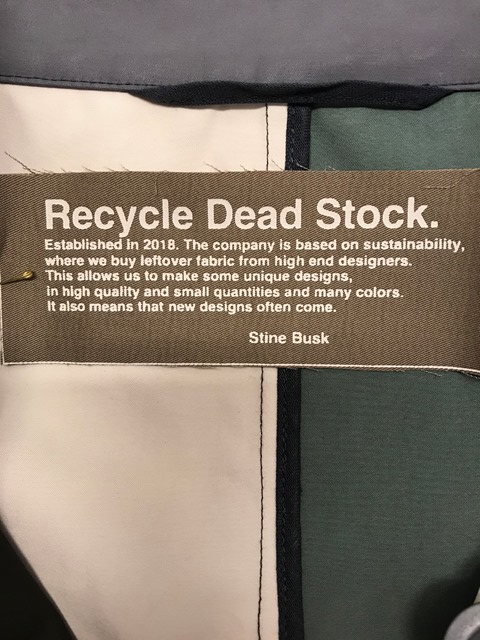 Recycle Dead Stock.
Established in 2018. The company is based on sustainability,
where we buy leftover fabric from high end designers.
This allows us to make some unique designs,
in high quality and small quantities and many colors.
It also means that new designs often come.
Stine Busk